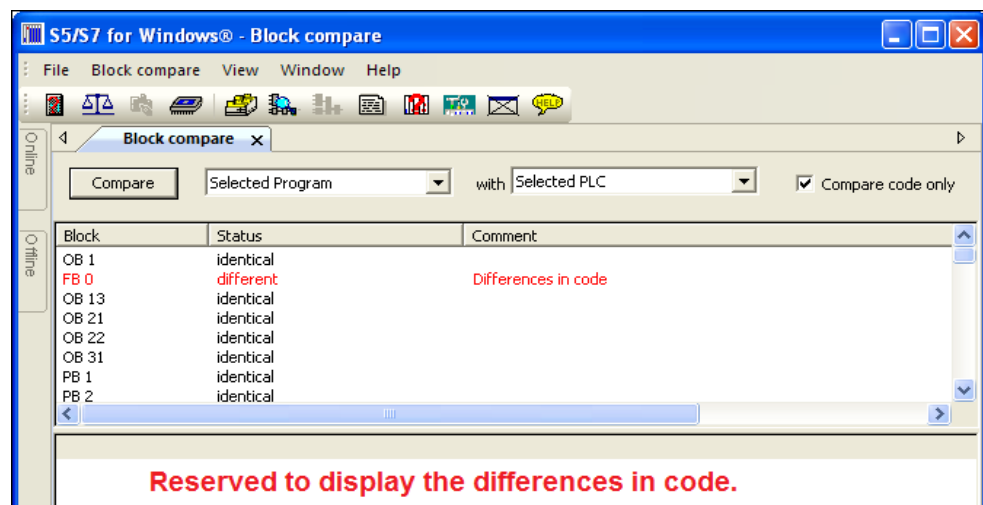 S5/S7 for Windows® - Block compare
File Block compare View Window Help
HELP
Online
Block compare x
Compare Selected Program with Selected PLC Compare code only
Offline
Block Status Comment
OB 1 identical
FB 0 different Differences in code
OB 13 identical
OB 21 identical
OB 22 identical
OB 31 identical
PB 1 identical
PB 2 identical
Reserved to display the differences in code.